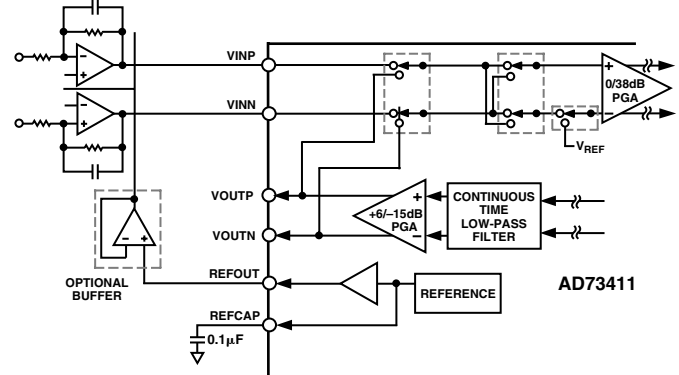 VINP
0/38dB
PGA
VINN
VREF
VOUTP
+6/–15dB
PGA
CONTINUOUS
TIME
LOW-PASS
FILTER
VOUTN
OPTIONAL
BUFFER
REFOUT
REFERENCE
AD73411
REFCAP
0.1μF